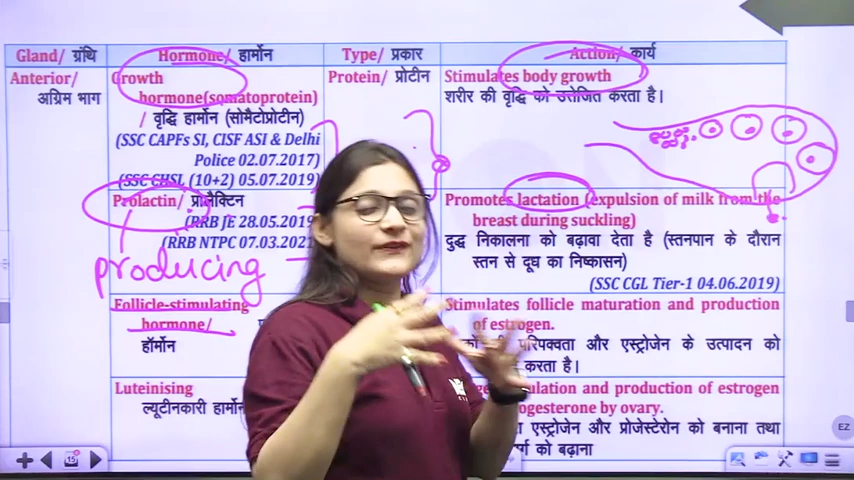 Gland/ ग्रंथि Hormone/ हार्मोन Type/ प्रकार Action/ कार्य
Anterior/ Growth Protein/ प्रोटीन Stimulates body growth
अग्रिम भाग hormone(somatoprotein) शरीर की वृद्धि को उत्तेजित करता है।
/ वृद्धि हार्मोन (सोमैटोप्रोटीन)
(SSC CAPFs SI, CISF ASI & Delhi
Police 02.07.2017)
(SSC CHSL (10+2) 05.07.2019)
Prolactin/ प्रोलैक्टिन Promotes lactation (expulsion of milk from the
(RRB JE 28.05.2019 breast during suckling)
(RRB NTPC 07.03.202 दुद्ध निकालना को बढ़ावा देता है (स्तनपान के दौरान
producing स्तन से दूध का निष्कासन)
(SSC CGL Tier-1 04.06.2019)
Follicle-stimulating Stimulates follicle maturation and production
hormone/ of estrogen.
हॉर्मोन परिपक्वता और एस्ट्रोजेन के उत्पादन को
करता है।
Luteinising and production of estrogen
ल्यूटीनकारी हार्मोन by ovary.
एस्ट्रोजेन और प्रोजेस्टेरोन को बनाना तथा
को बढ़ाना
EZ
15